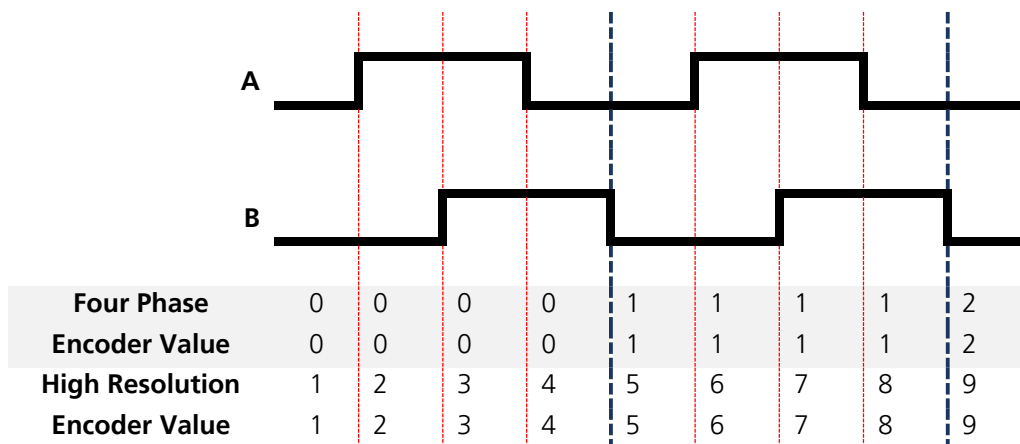 A
B
Four Phase 0 0 0 0 1 1 1 1 2
Encoder Value 0 0 0 0 1 1 1 1 2
High Resolution 1 2 3 4 5 6 7 8 9
Encoder Value 1 2 3 4 5 6 7 8 9